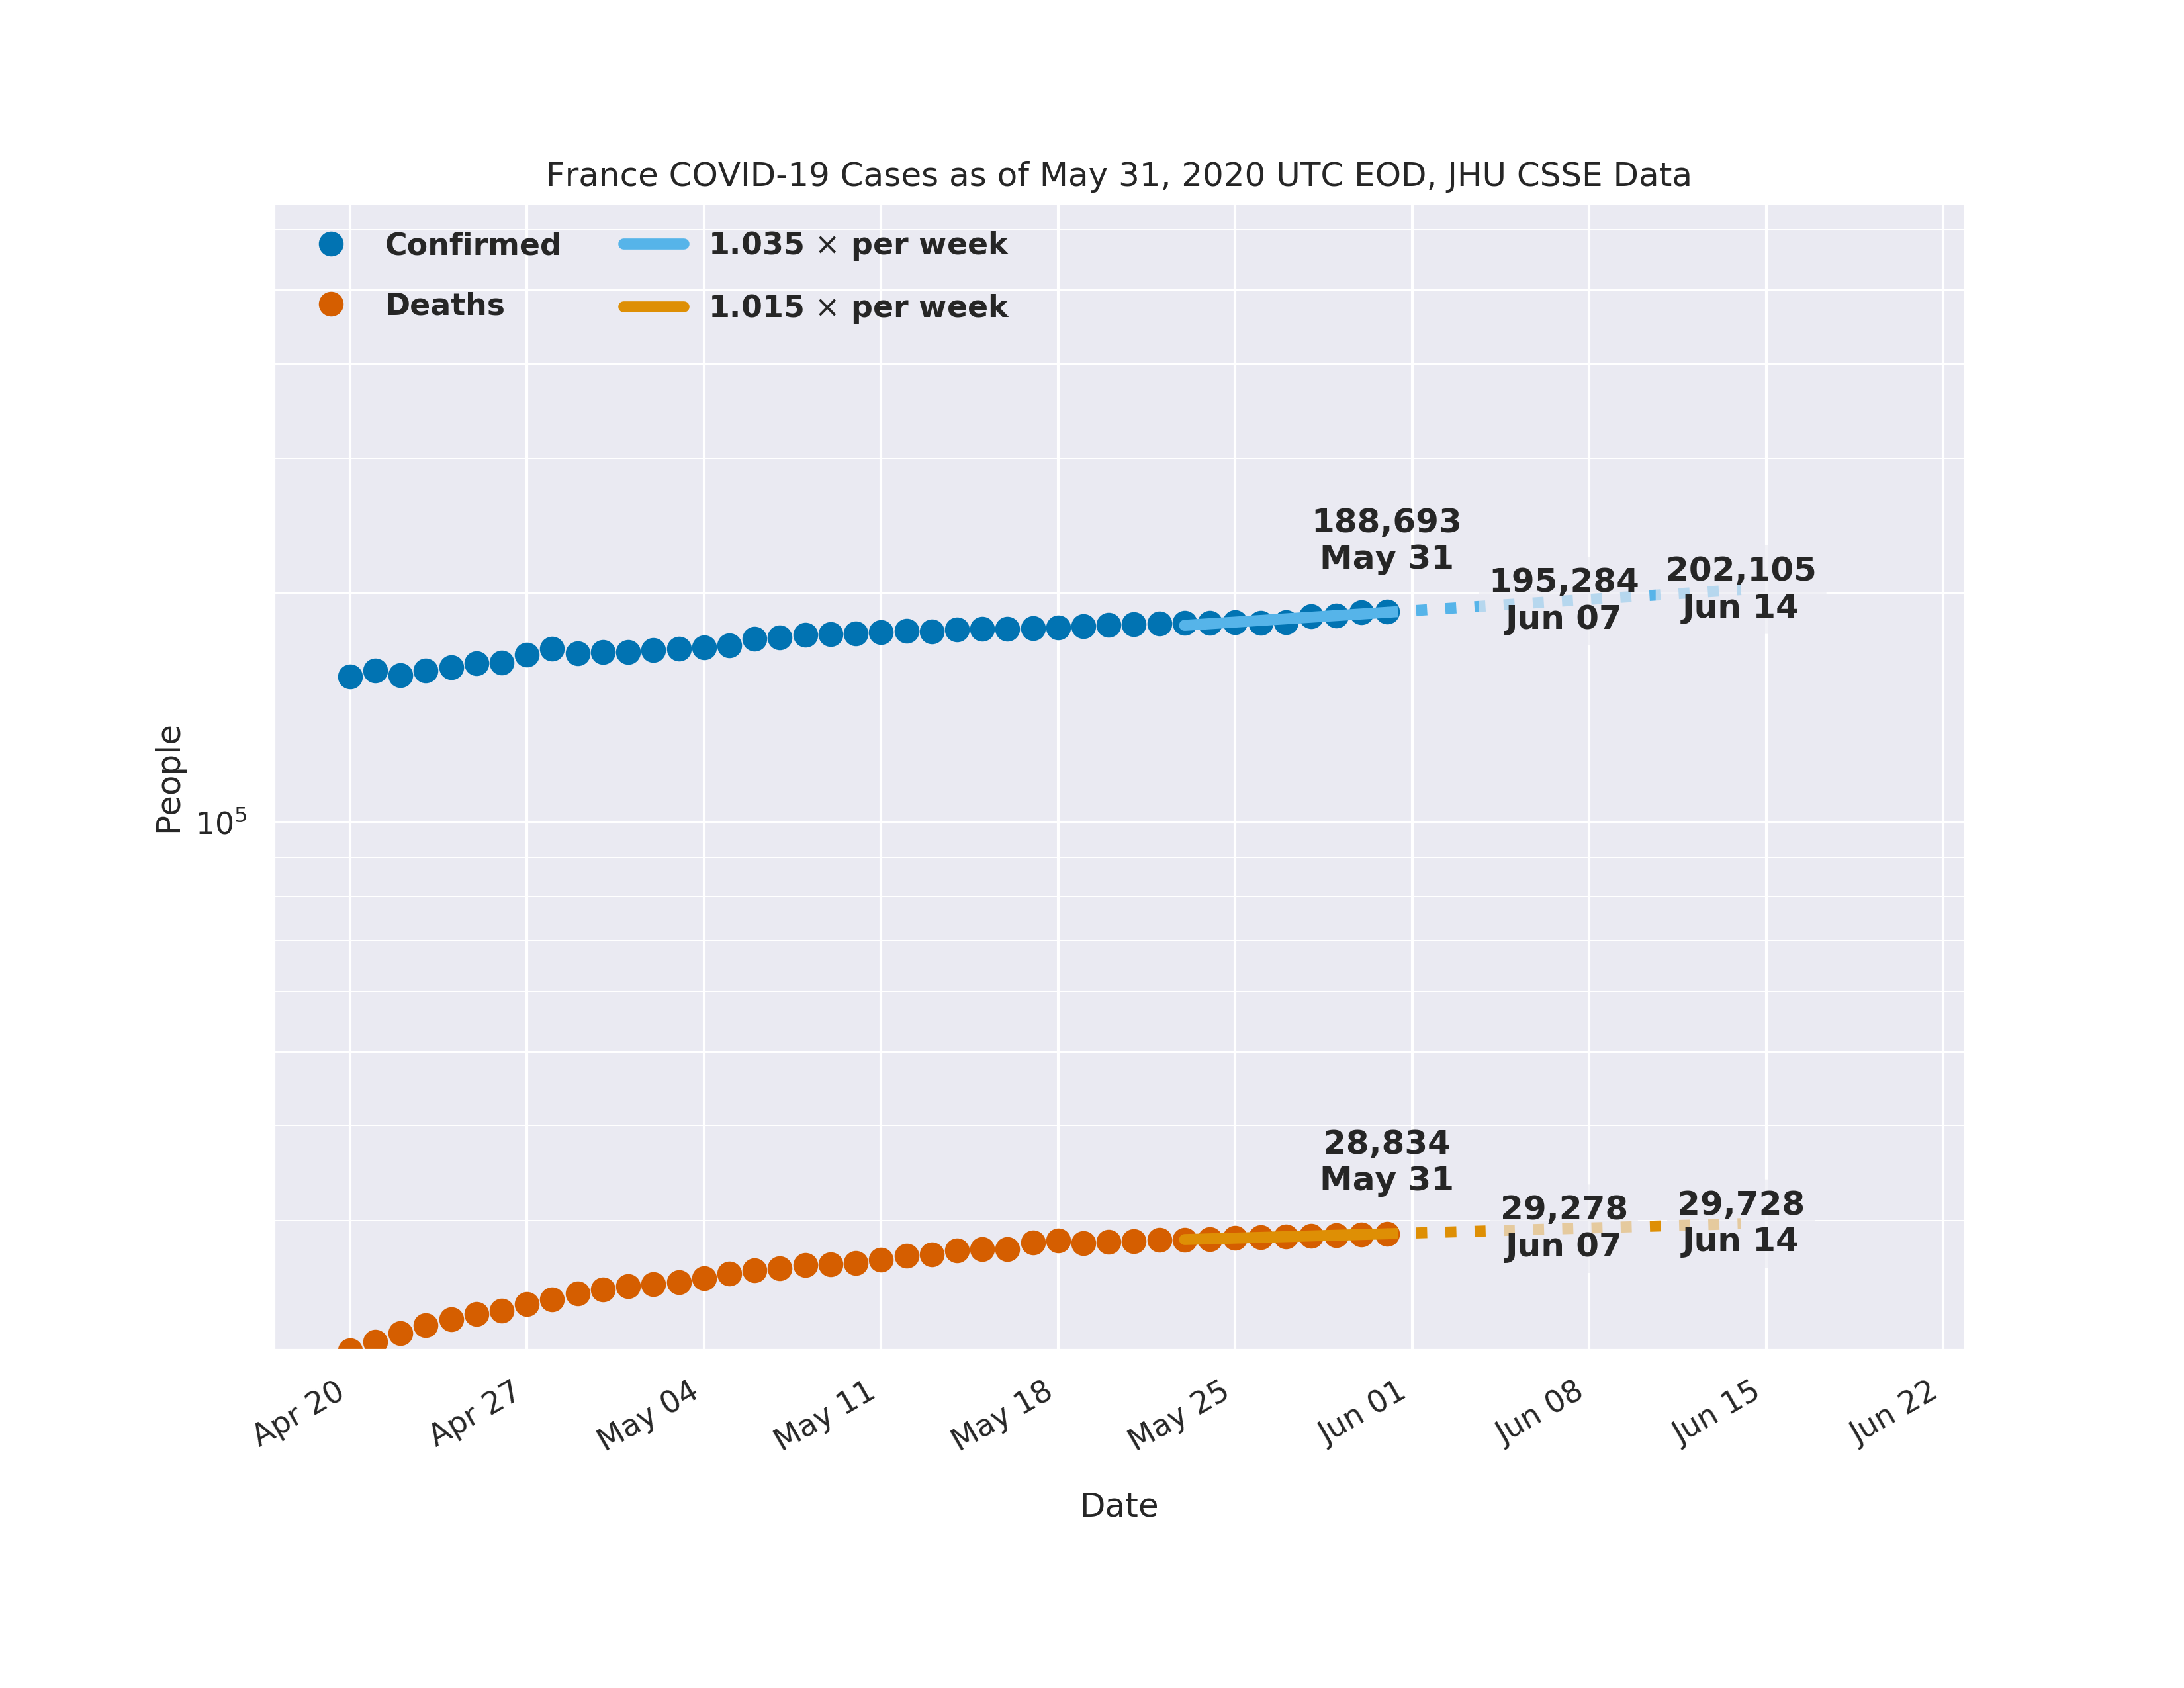 France COVID-19 Cases as of May 31, 2020 UTC EOD, JHU CSSE Data
Confirmed
Deaths
1.035 × per week
1.015 × per week
188,693
May 31
195,284
Jun 07
202,105
Jun 14
People
10⁵
28,834
May 31
29,278
Jun 07
29,728
Jun 14
Apr 20
Apr 27
May 04
May 11
May 18
May 25
Jun 01
Jun 08
Jun 15
Jun 22
Date